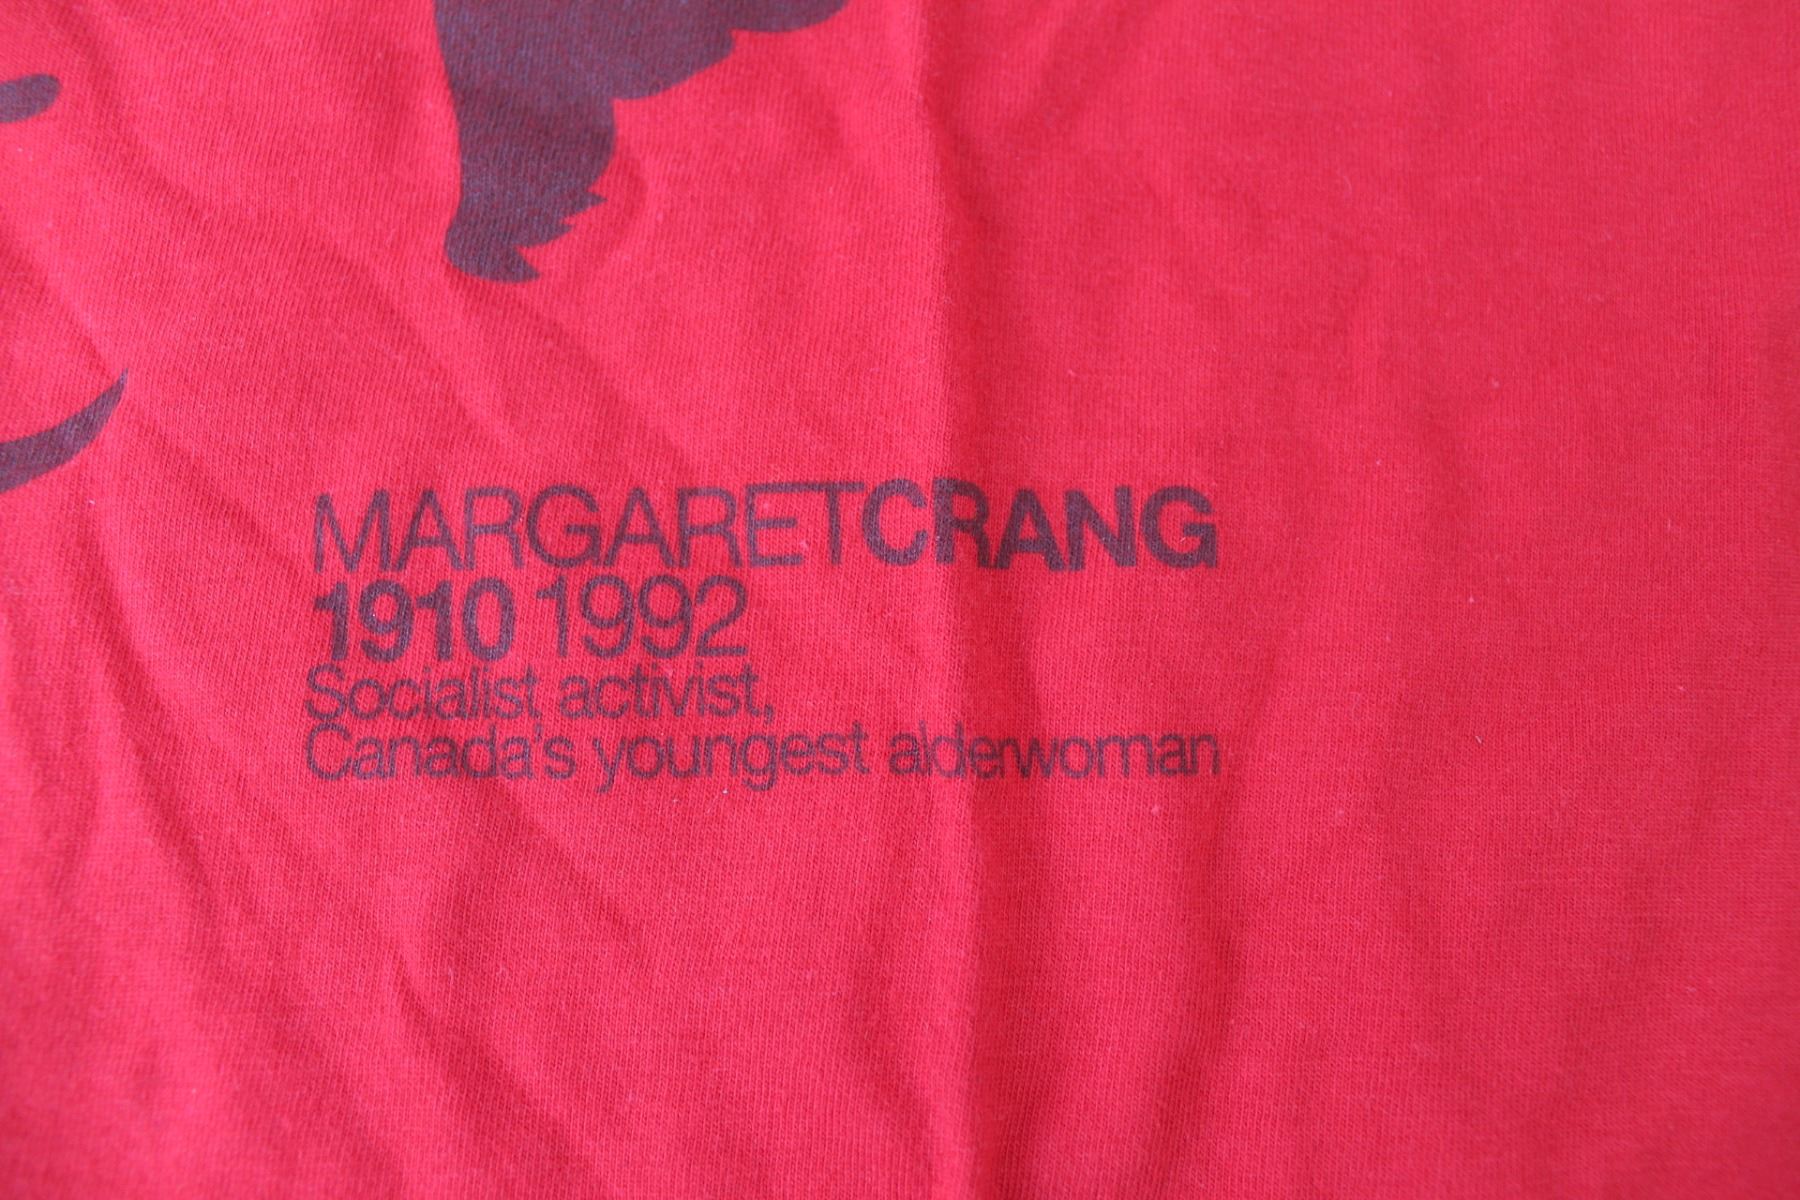 MARGARETCRANG
1910 1992
Socialist, activist,
Canada's youngest alderwoman